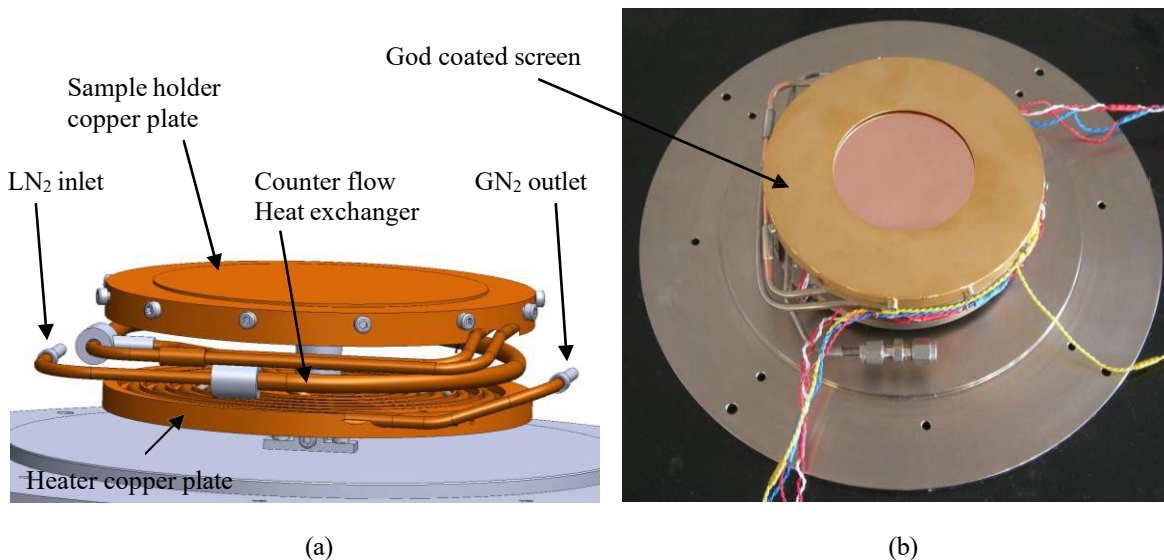 God coated screen
Sample holder
copper plate
LN₂ inlet
Counter flow
Heat exchanger
GN₂ outlet
Heater copper plate
(a)
(b)